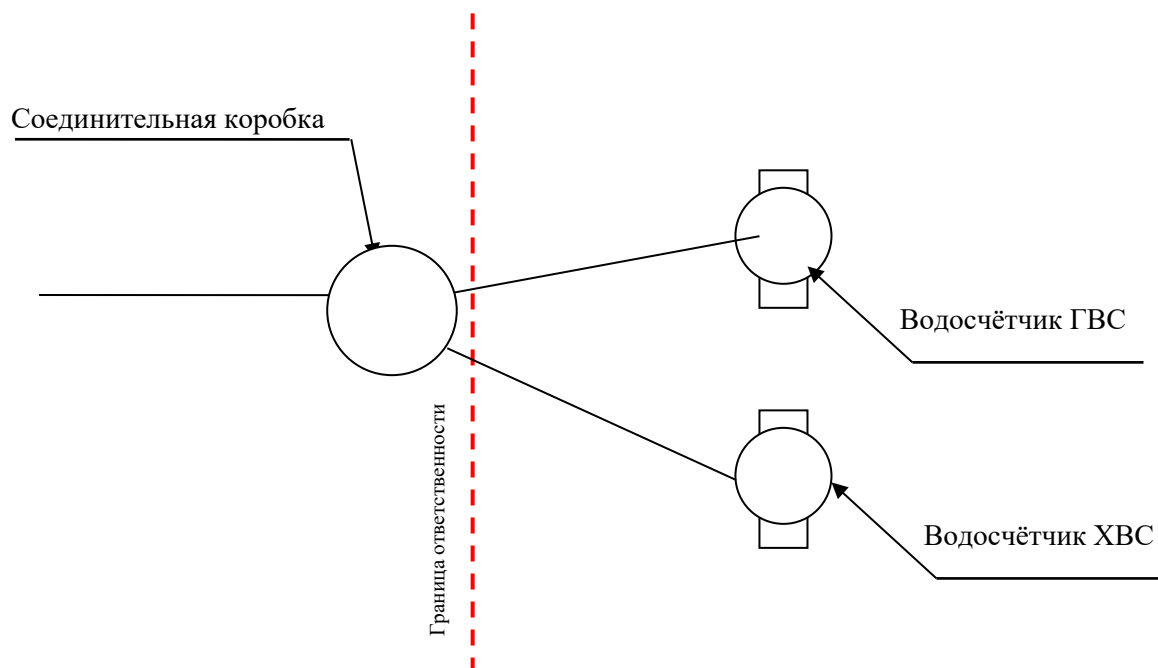 Соединительная коробка
Водосчётчик ГВС
Граница ответственности
Водосчётчик ХВС